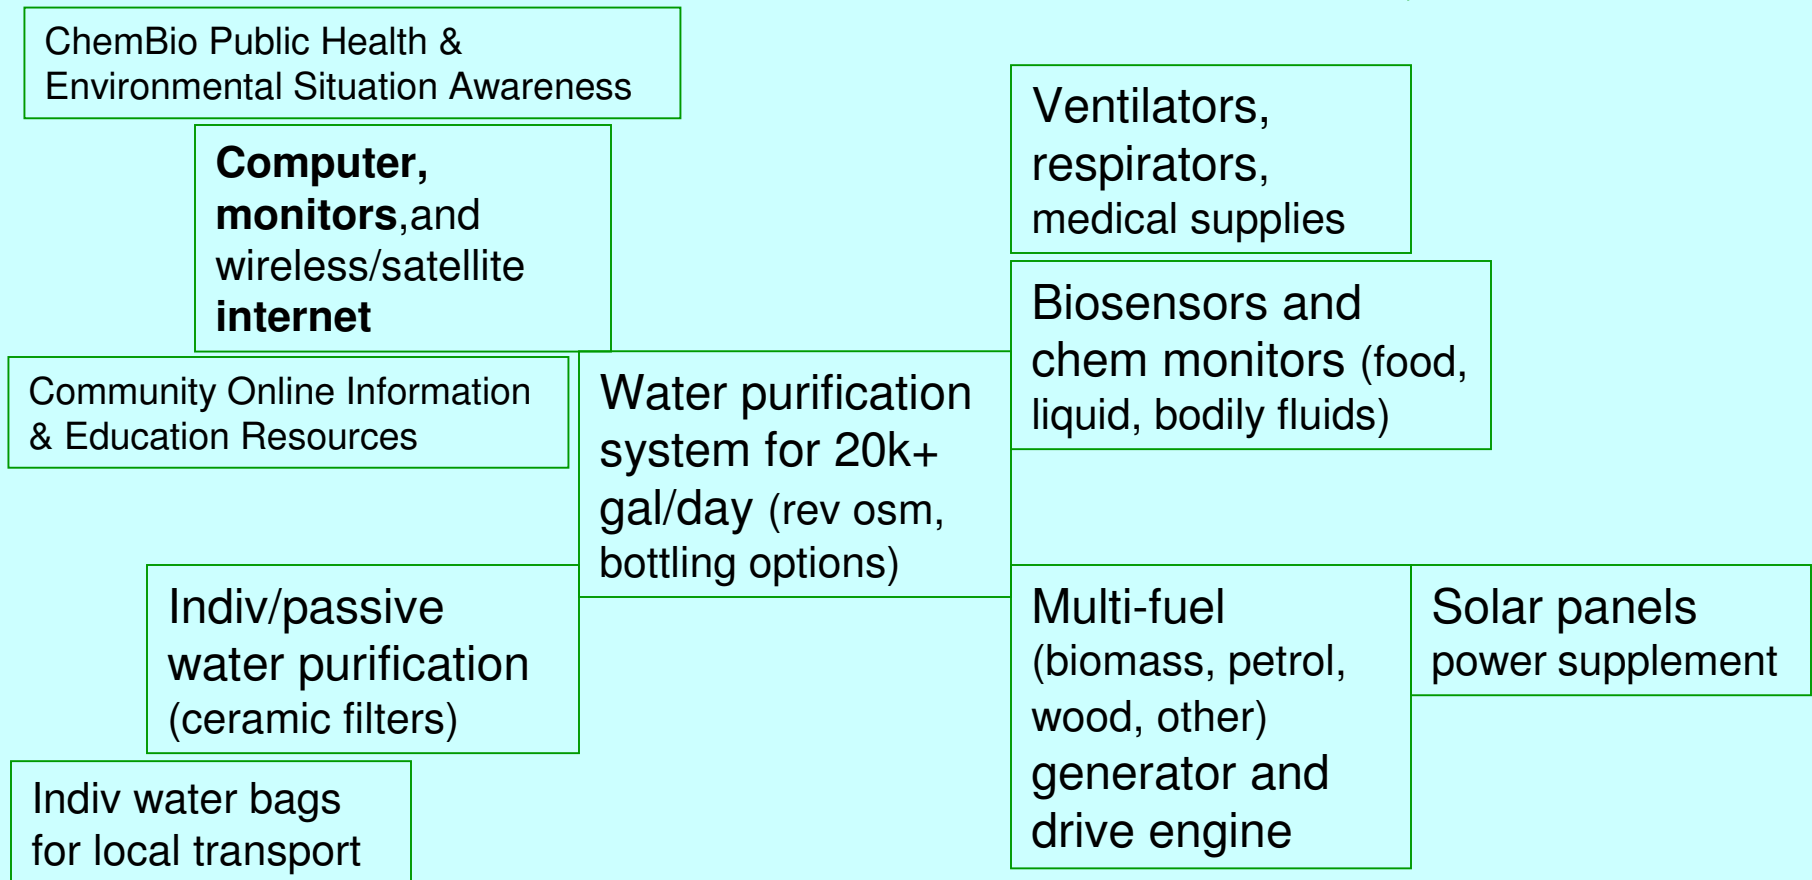 ChemBio Public Health &
Environmental Situation Awareness
Computer,
monitors,and
wireless/satellite
internet
Community Online Information
& Education Resources
Water purification
system for 20k+
gal/day (rev osm,
bottling options)
Indiv/passive
water purification
(ceramic filters)
Indiv water bags
for local transport
Ventilators,
respirators,
medical supplies
Biosensors and
chem monitors (food,
liquid, bodily fluids)
Multi-fuel
(biomass, petrol,
wood, other)
generator and
drive engine
Solar panels
power supplement